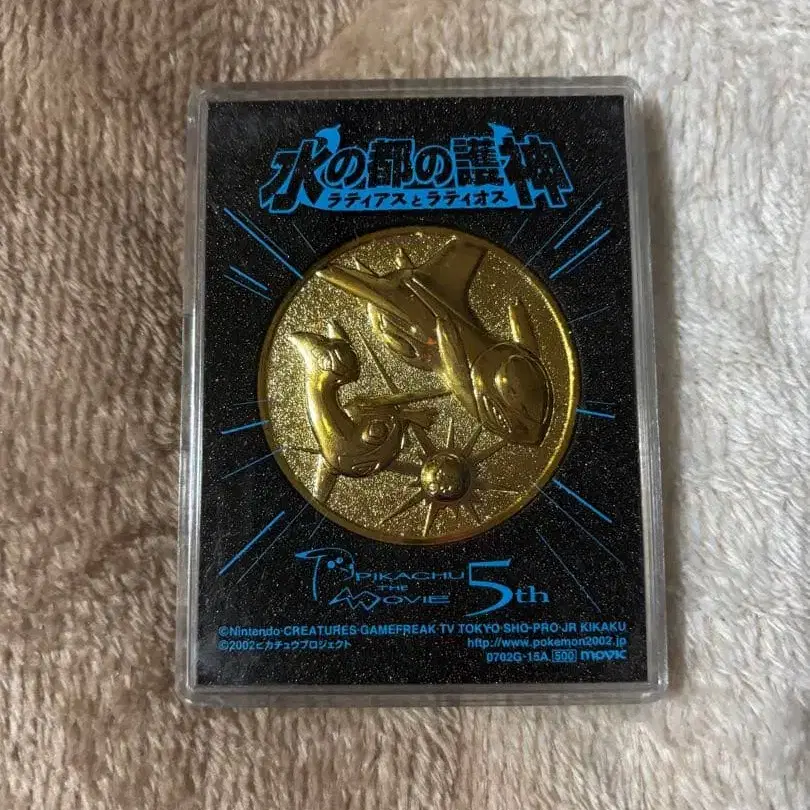 水の都の護神
ラティアスとラティオス
PIKACHU
THE
MOVIE
5th
©Nintendo·CREATURES·GAMEFREAK·TV TOKYO·SHO-PRO·JR KIKAKU
©2002ピカチュウプロジェクト
http://www.pokemon2002.jp
0702G-15A 500 movic